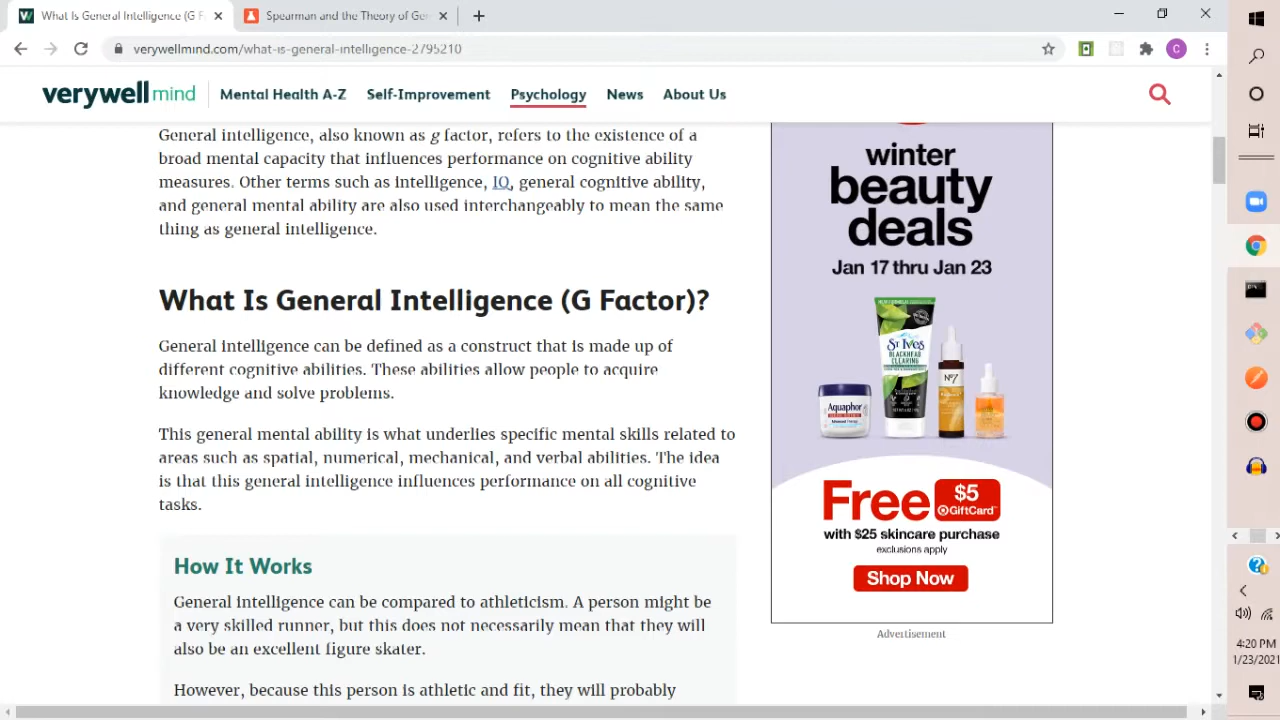 What Is General Intelligence (G F
Spearman and the Theory of Ge
verywellmind.com/what-is-general-intelligence-2795210
C
verywell mind
Mental Health A-Z
Self-Improvement
Psychology
News
About Us
General intelligence, also known as g factor, refers to the existence of a
broad mental capacity that influences performance on cognitive ability
measures. Other terms such as intelligence, IQ, general cognitive ability,
and general mental ability are also used interchangeably to mean the same
thing as general intelligence.
What Is General Intelligence (G Factor)?
General intelligence can be defined as a construct that is made up of
different cognitive abilities. These abilities allow people to acquire
knowledge and solve problems.
This general mental ability is what underlies specific mental skills related to
areas such as spatial, numerical, mechanical, and verbal abilities. The idea
is that this general intelligence influences performance on all cognitive
tasks.
How It Works
General intelligence can be compared to athleticism. A person might be
a very skilled runner, but this does not necessarily mean that they will
also be an excellent figure skater.
However, because this person is athletic and fit, they will probably
winter
beauty
deals
Jan 17 thru Jan 23
Aquaphor
St Ives
BLACKHEAD
CLEARING
No7
Free
$5
GiftCard
with $25 skincare purchase
exclusions apply
Shop Now
Advertisement
4:20 PM
1/23/2021